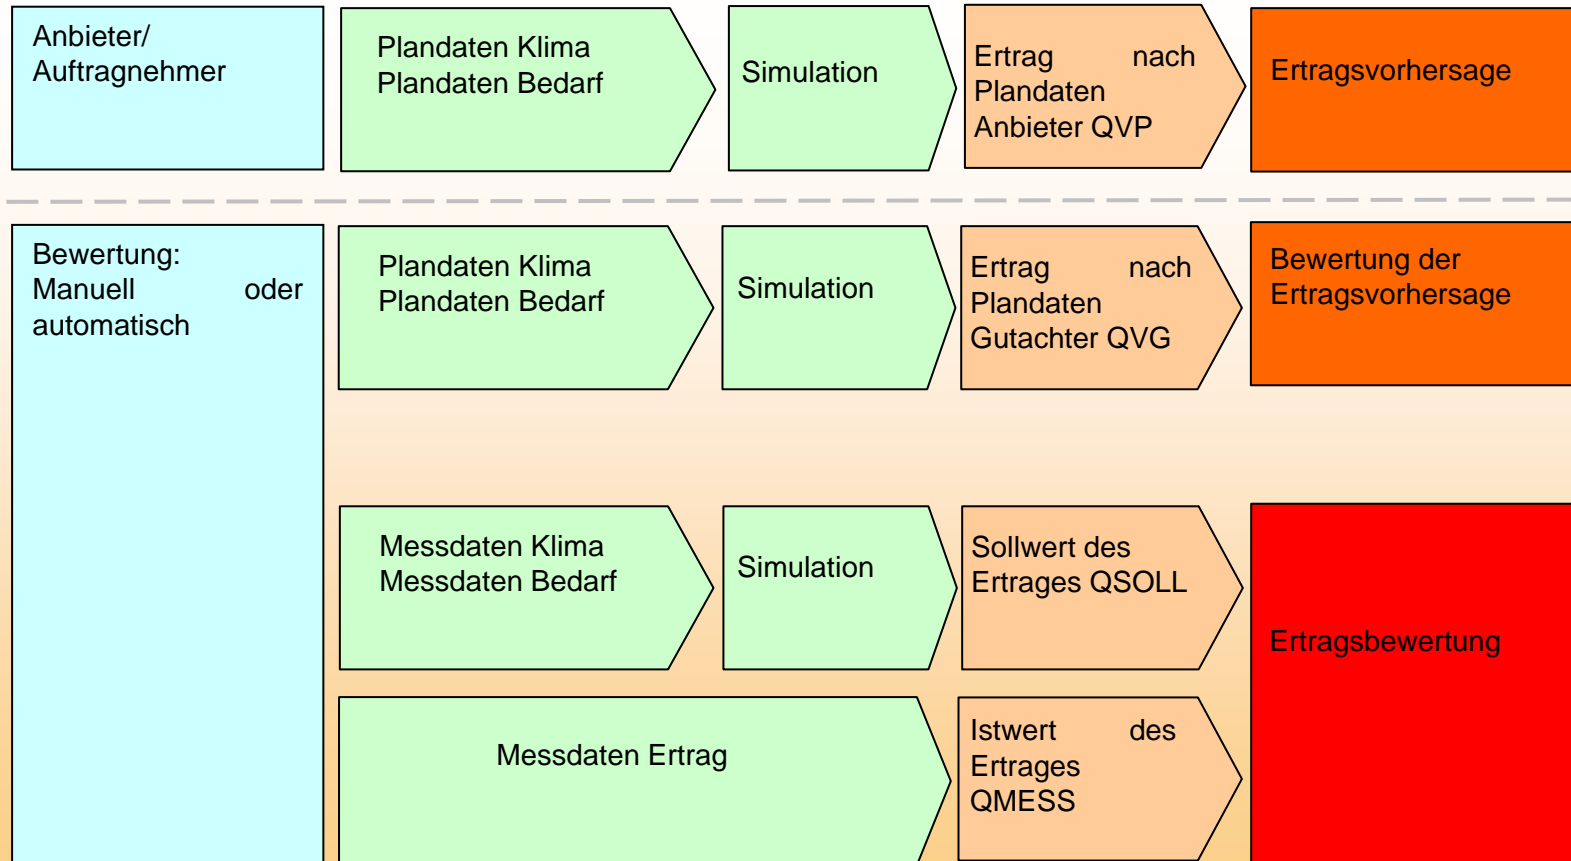 Anbieter/
Auftragnehmer
Plandaten Klima
Plandaten Bedarf
Simulation
Ertrag nach
Plandaten
Anbieter QVP
Ertragsvorhersage
Bewertung:
Manuell oder
automatisch
Plandaten Klima
Plandaten Bedarf
Simulation
Ertrag nach
Plandaten
Gutachter QVG
Bewertung der
Ertragsvorhersage
Messdaten Klima
Messdaten Bedarf
Simulation
Sollwert des
Ertrages QSOLL
Ertragsbewertung
Messdaten Ertrag
Istwert des
Ertrages
QMESS